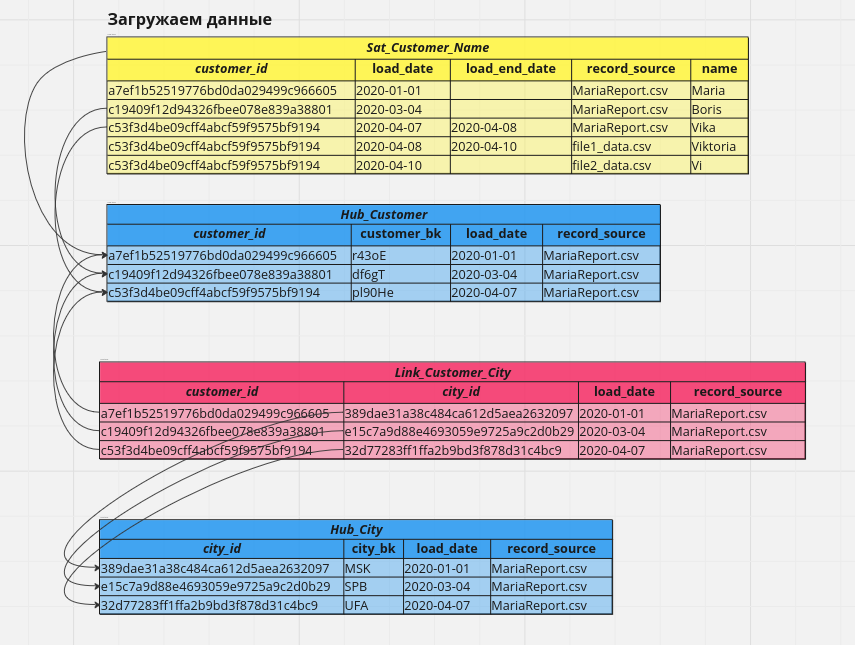 Загружаем данные
Sat_Customer_Name
customer_id load_date load_end_date record_source name
a7ef1b52519776bd0da029499c966605 2020-01-01 MariaReport.csv Maria
c19409f12d94326fbee078e839a38801 2020-03-04 MariaReport.csv Boris
c53f3d4be09cff4abcf59f9575bf9194 2020-04-07 2020-04-08 MariaReport.csv Vika
c53f3d4be09cff4abcf59f9575bf9194 2020-04-08 2020-04-10 file1_data.csv Viktoria
c53f3d4be09cff4abcf59f9575bf9194 2020-04-10 file2_data.csv Vi
Hub_Customer
customer_id customer_bk load_date record_source
a7ef1b52519776bd0da029499c966605 r43oE 2020-01-01 MariaReport.csv
c19409f12d94326fbee078e839a38801 df6gT 2020-03-04 MariaReport.csv
c53f3d4be09cff4abcf59f9575bf9194 pl90He 2020-04-07 MariaReport.csv
Link_Customer_City
customer_id city_id load_date record_source
a7ef1b52519776bd0da029499c966605 389dae31a38c484ca612d5aea2632097 2020-01-01 MariaReport.csv
c19409f12d94326fbee078e839a38801 e15c7a9d88e4693059e9725a9c2d0b29 2020-03-04 MariaReport.csv
c53f3d4be09cff4abcf59f9575bf9194 32d77283ff1ffa2b9bd3f878d31c4bc9 2020-04-07 MariaReport.csv
Hub_City
city_id city_bk load_date record_source
389dae31a38c484ca612d5aea2632097 MSK 2020-01-01 MariaReport.csv
e15c7a9d88e4693059e9725a9c2d0b29 SPB 2020-03-04 MariaReport.csv
32d77283ff1ffa2b9bd3f878d31c4bc9 UFA 2020-04-07 MariaReport.csv